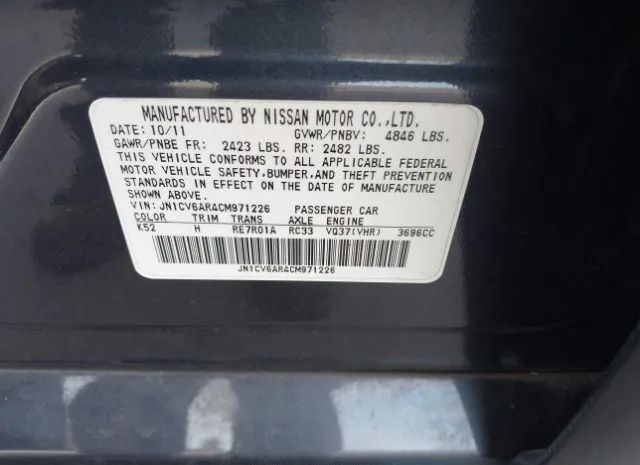 MANUFACTURED BY NISSAN MOTOR CO.,LTD.
DATE: 10/11 GVWR/PNBV: 4846 LBS.
GAWR/PNBE FR: 2423 LBS. RR: 2482 LBS.
THIS VEHICLE CONFORMS TO ALL APPLICABLE FEDERAL
MOTOR VEHICLE SAFETY,BUMPER,AND THEFT PREVENTION
STANDARDS IN EFFECT ON THE DATE OF MANUFACTURE
SHOWN ABOVE.
VIN: JN1CV6AR4CM971226 PASSENGER CAR
COLOR TRIM TRANS AXLE ENGINE
K52 H RE7R01A RC33 VQ37(VHR) 3696CC
JN1CV6AR4CM971226